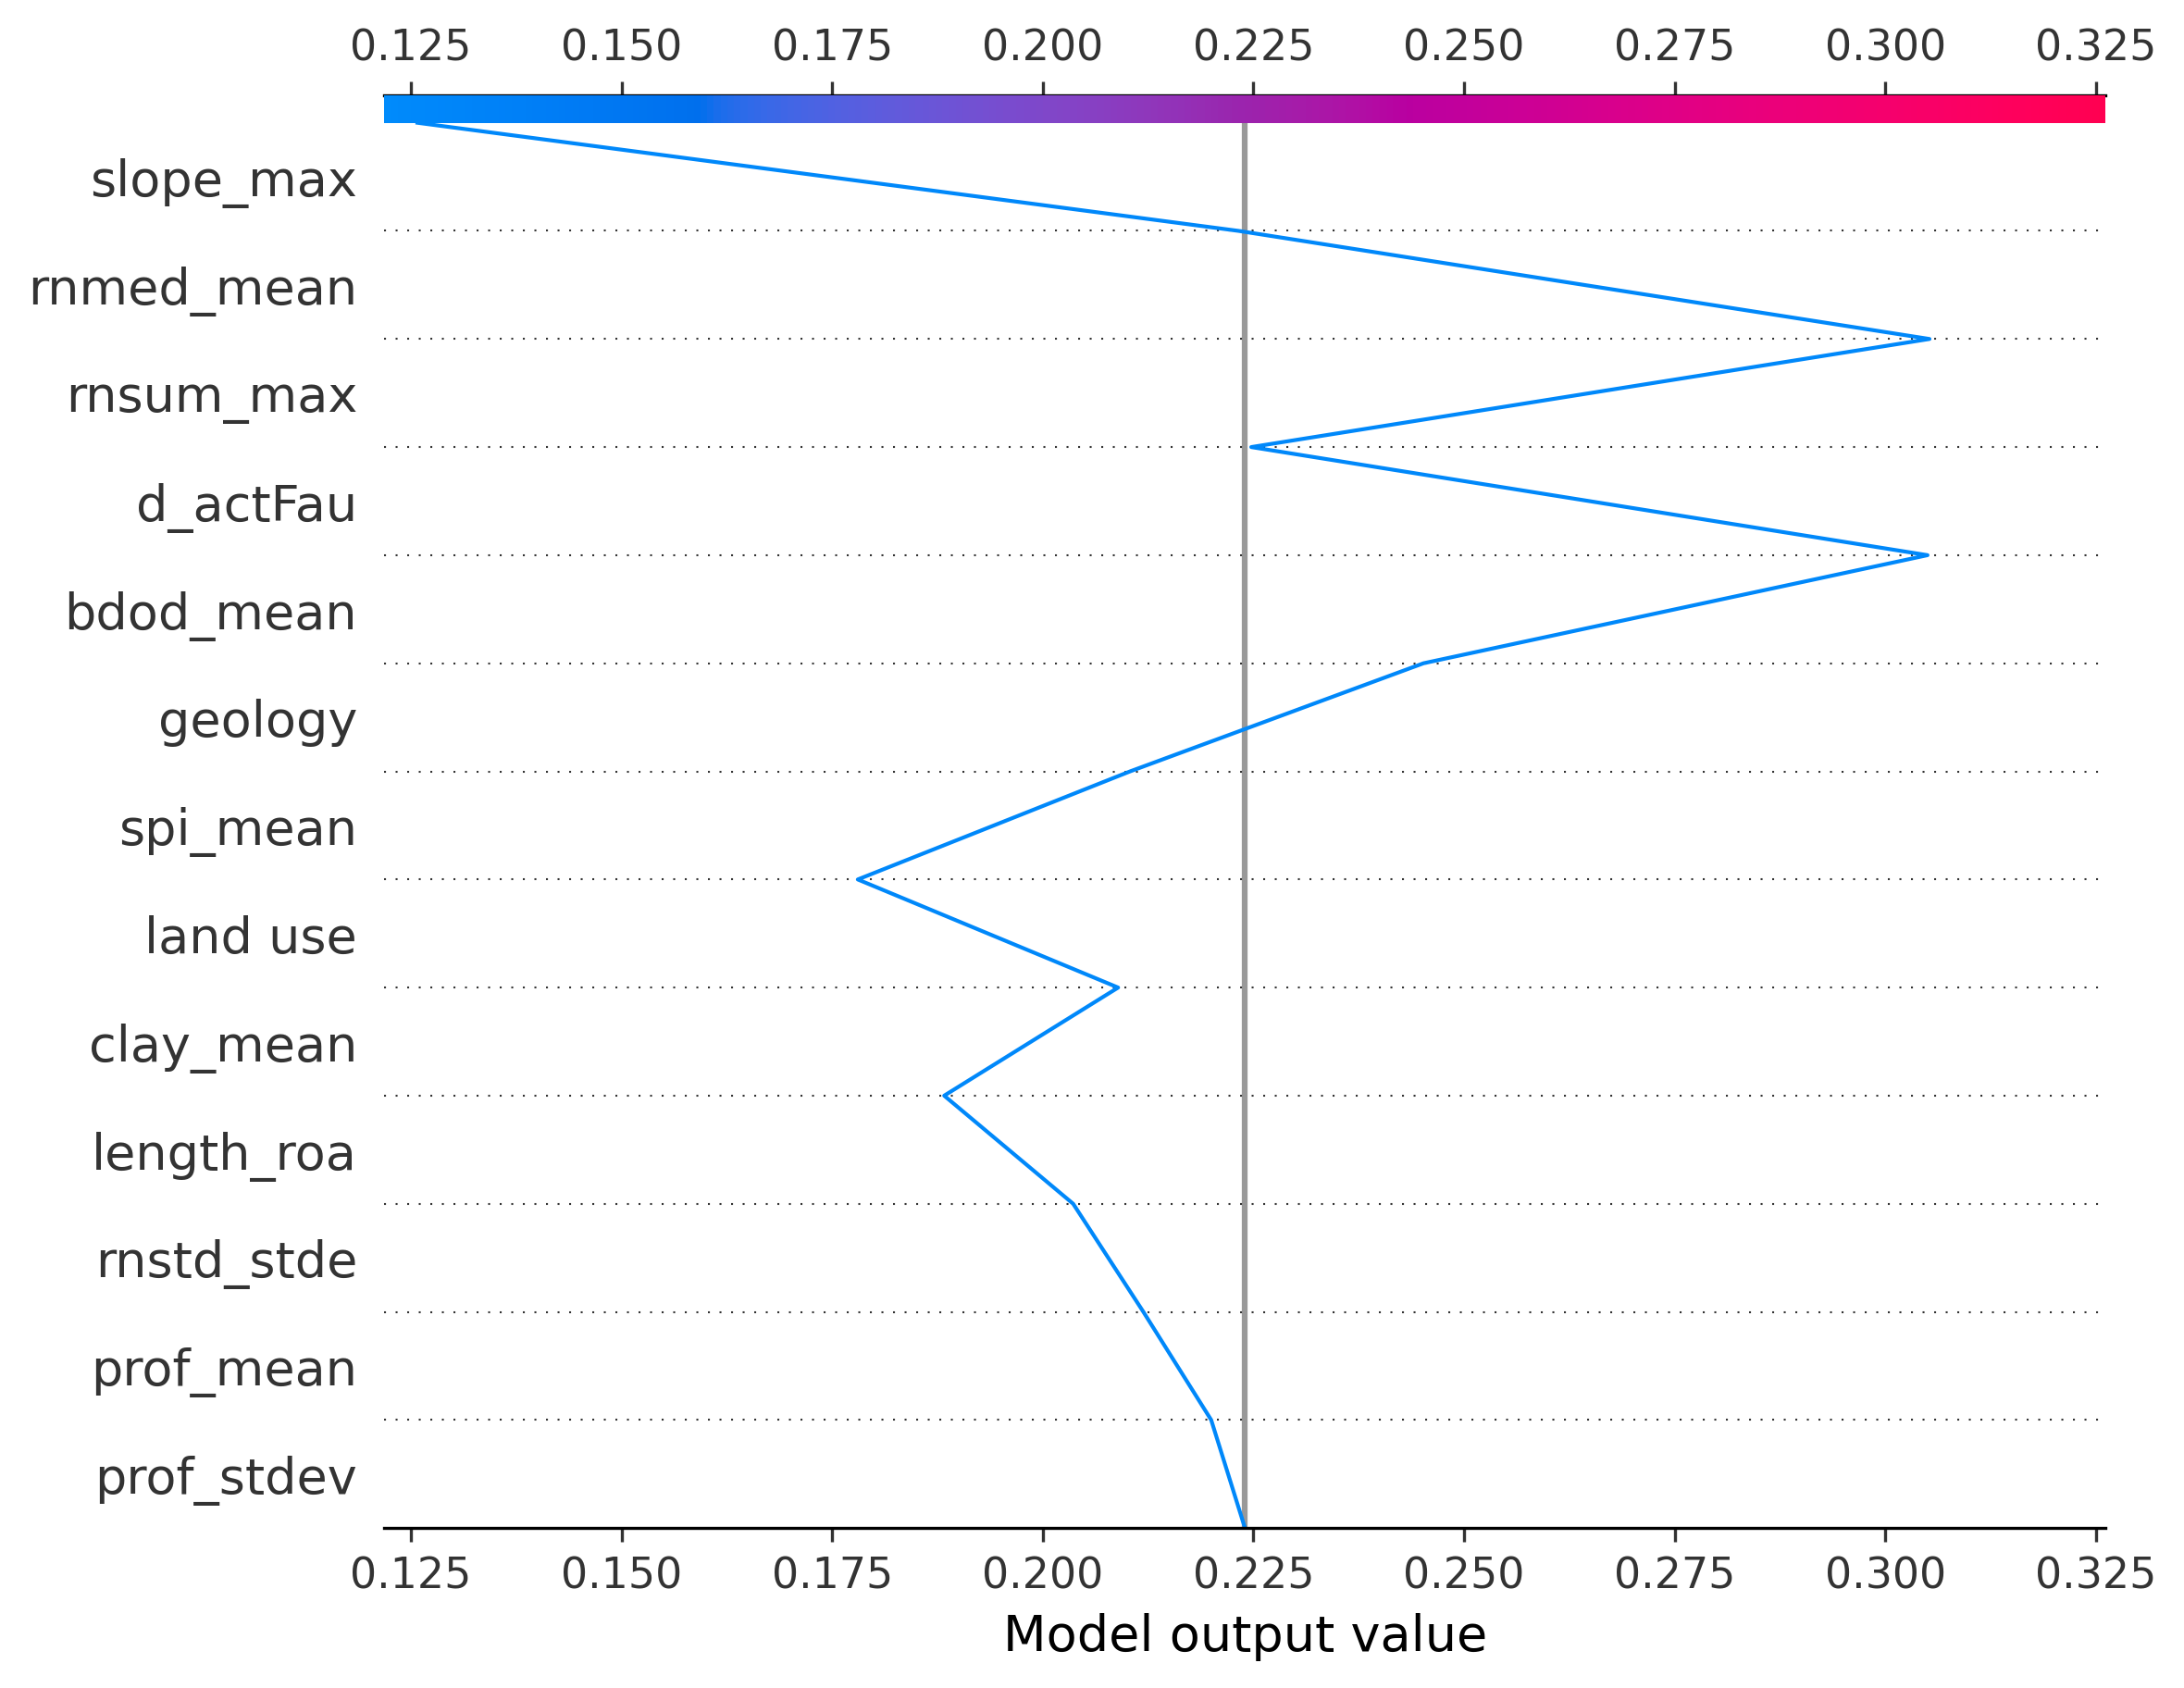 0.125 0.150 0.175 0.200 0.225 0.250 0.275 0.300 0.325
slope_max
rnmed_mean
rnsum_max
d_actFau
bdod_mean
geology
spi_mean
land use
clay_mean
length_roa
rnstd_stde
prof_mean
prof_stdev
0.125 0.150 0.175 0.200 0.225 0.250 0.275 0.300 0.325
Model output value